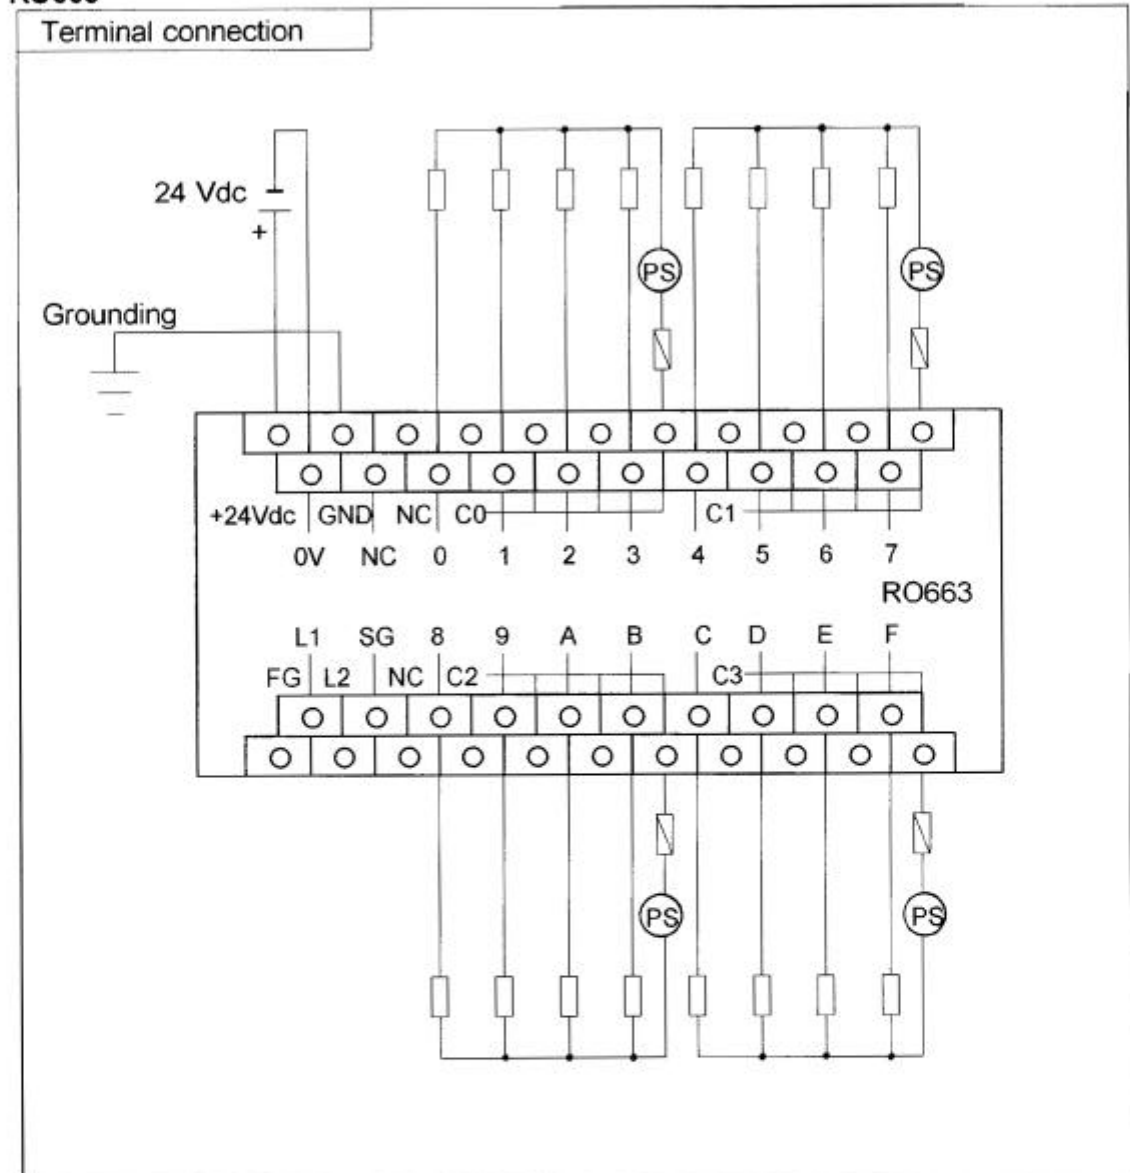 Terminal connection
24 Vdc
+
PS PS
Grounding
+24Vdc GND NC C0 C1
0V NC 0 1 2 3 4 5 6 7
RO663
L1 SG 8 9 A B C D E F
FG L2 NC C2 C3
PS PS